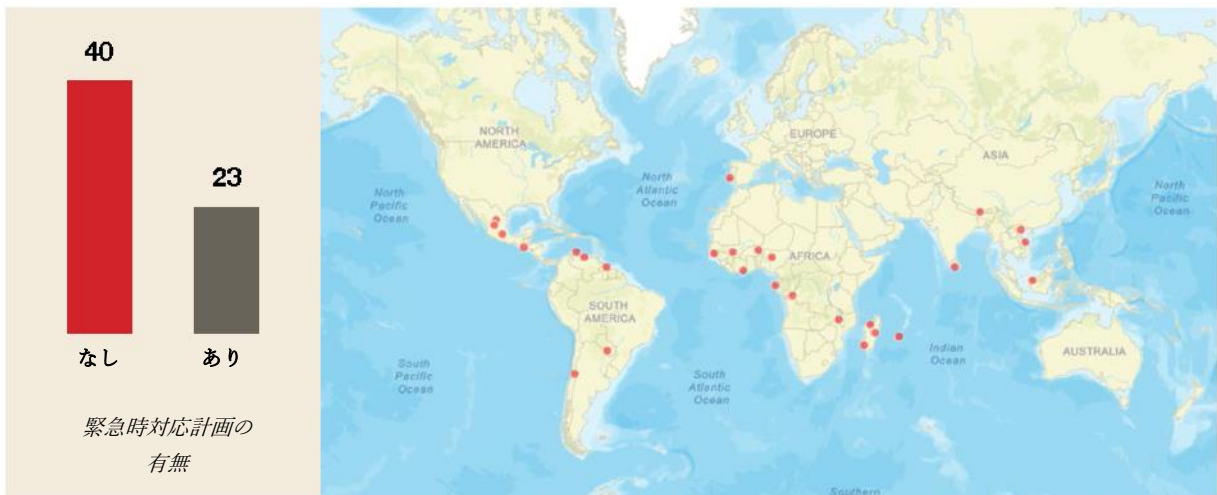 40
23
なし
あり
緊急時対応計画の
有無
NORTH
AMERICA
EUROPE
ASIA
North
Pacific
Ocean
North
Atlantic
Ocean
North
Pacific
Ocean
AFRICA
SOUTH
AMERICA
South
Pacific
Ocean
South
Atlantic
Ocean
Indian
Ocean
AUSTRALIA
Southern